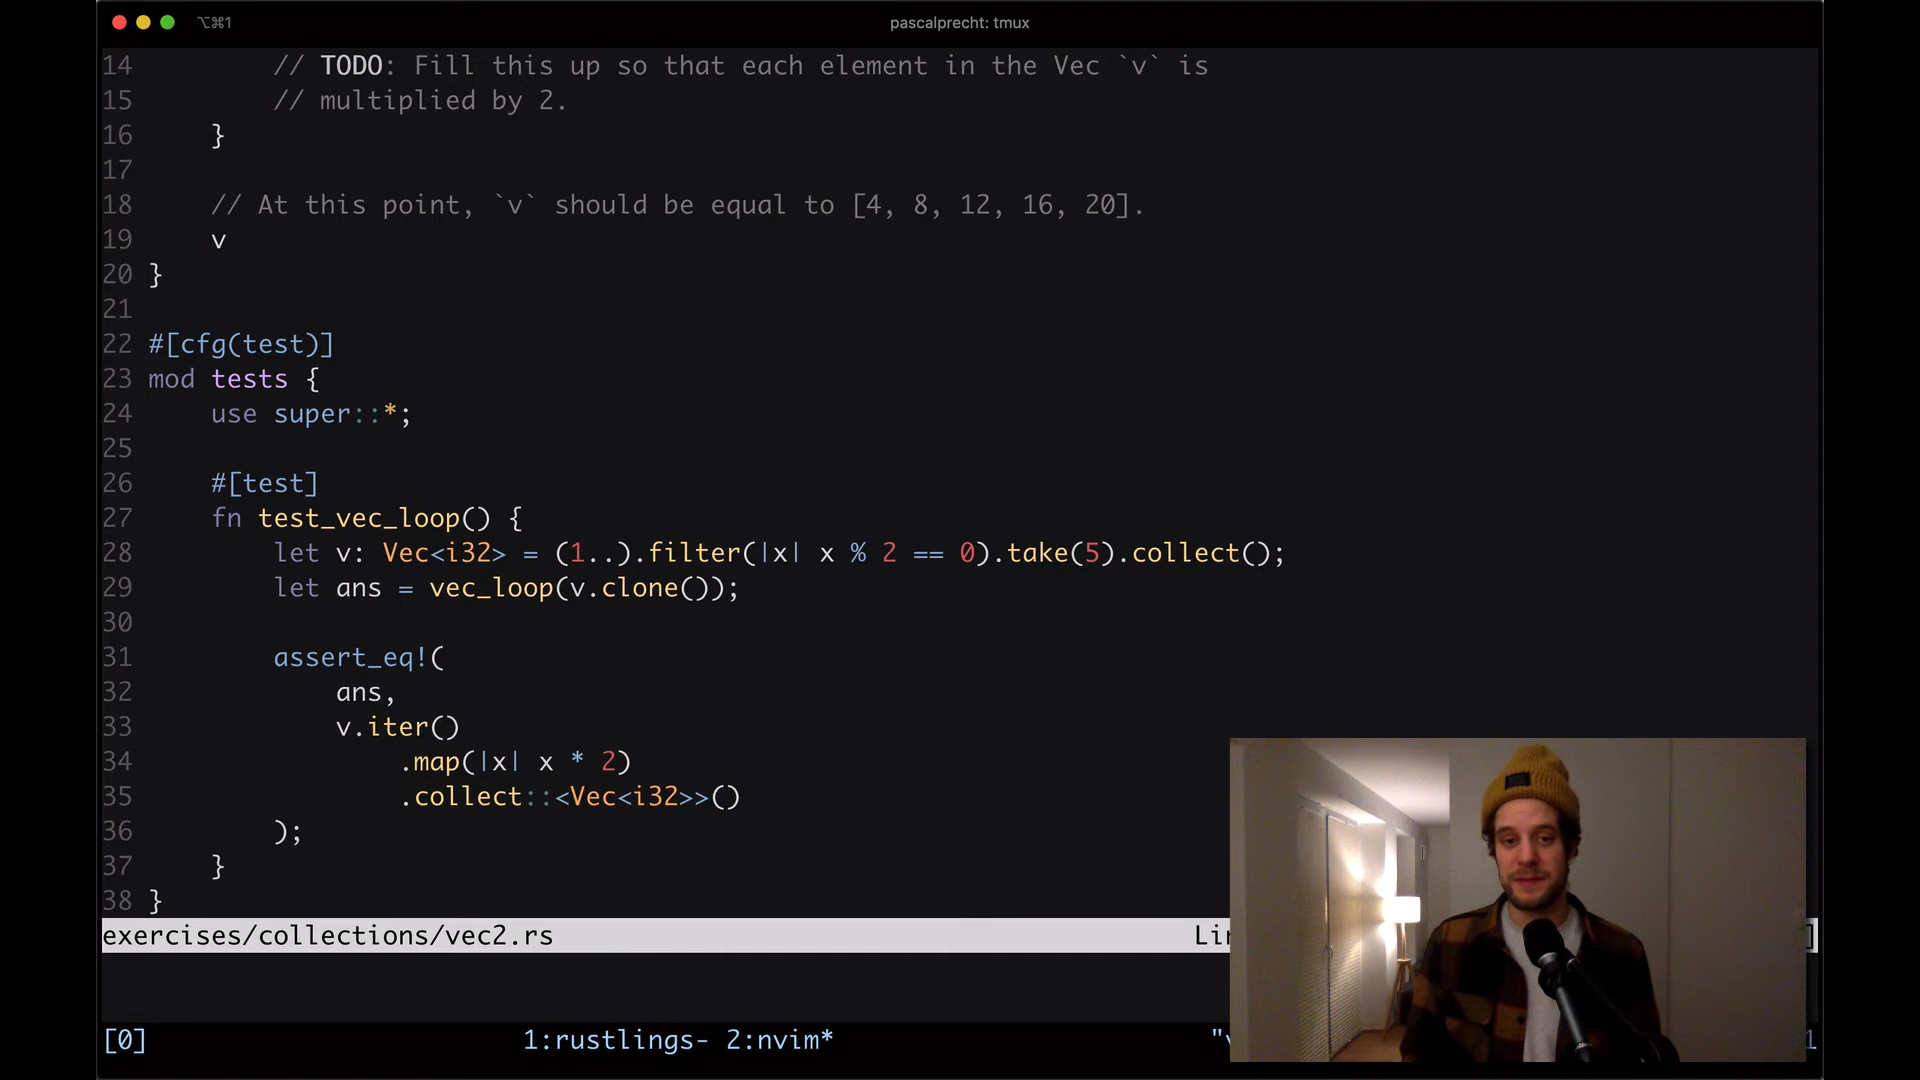 ⌥⌘1 pascalprecht: tmux
14 // TODO: Fill this up so that each element in the Vec `v` is
15 // multiplied by 2.
16 }
17
18 // At this point, `v` should be equal to [4, 8, 12, 16, 20].
19 v
20 }
21
22 #[cfg(test)]
23 mod tests {
24 use super::*;
25
26 #[test]
27 fn test_vec_loop() {
28 let v: Vec<i32> = (1..).filter(|x| x % 2 == 0).take(5).collect();
29 let ans = vec_loop(v.clone());
30
31 assert_eq!(
32 ans,
33 v.iter()
34 .map(|x| x * 2)
35 .collect::<Vec<i32>>()
36 );
37 }
38 }
exercises/collections/vec2.rs
[0] 1:rustlings- 2:nvim*